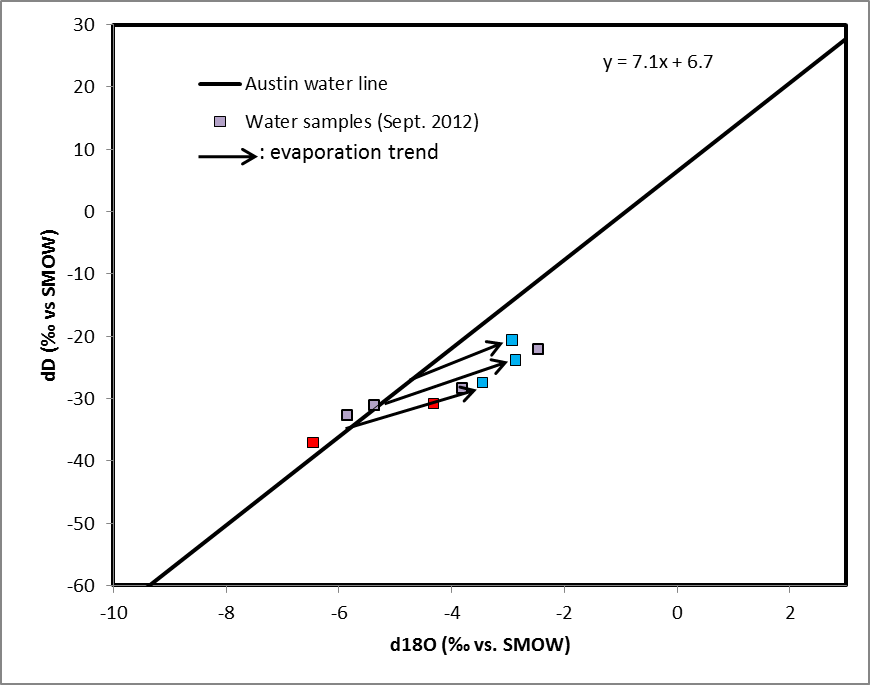 y = 7.1x + 6.7
Austin water line
Water samples (Sept. 2012)
: evaporation trend
30
20
10
0
-10
-20
-30
-40
-50
-60
dD (‰ vs SMOW)
-10 -8 -6 -4 -2 0 2
d18O (‰ vs. SMOW)